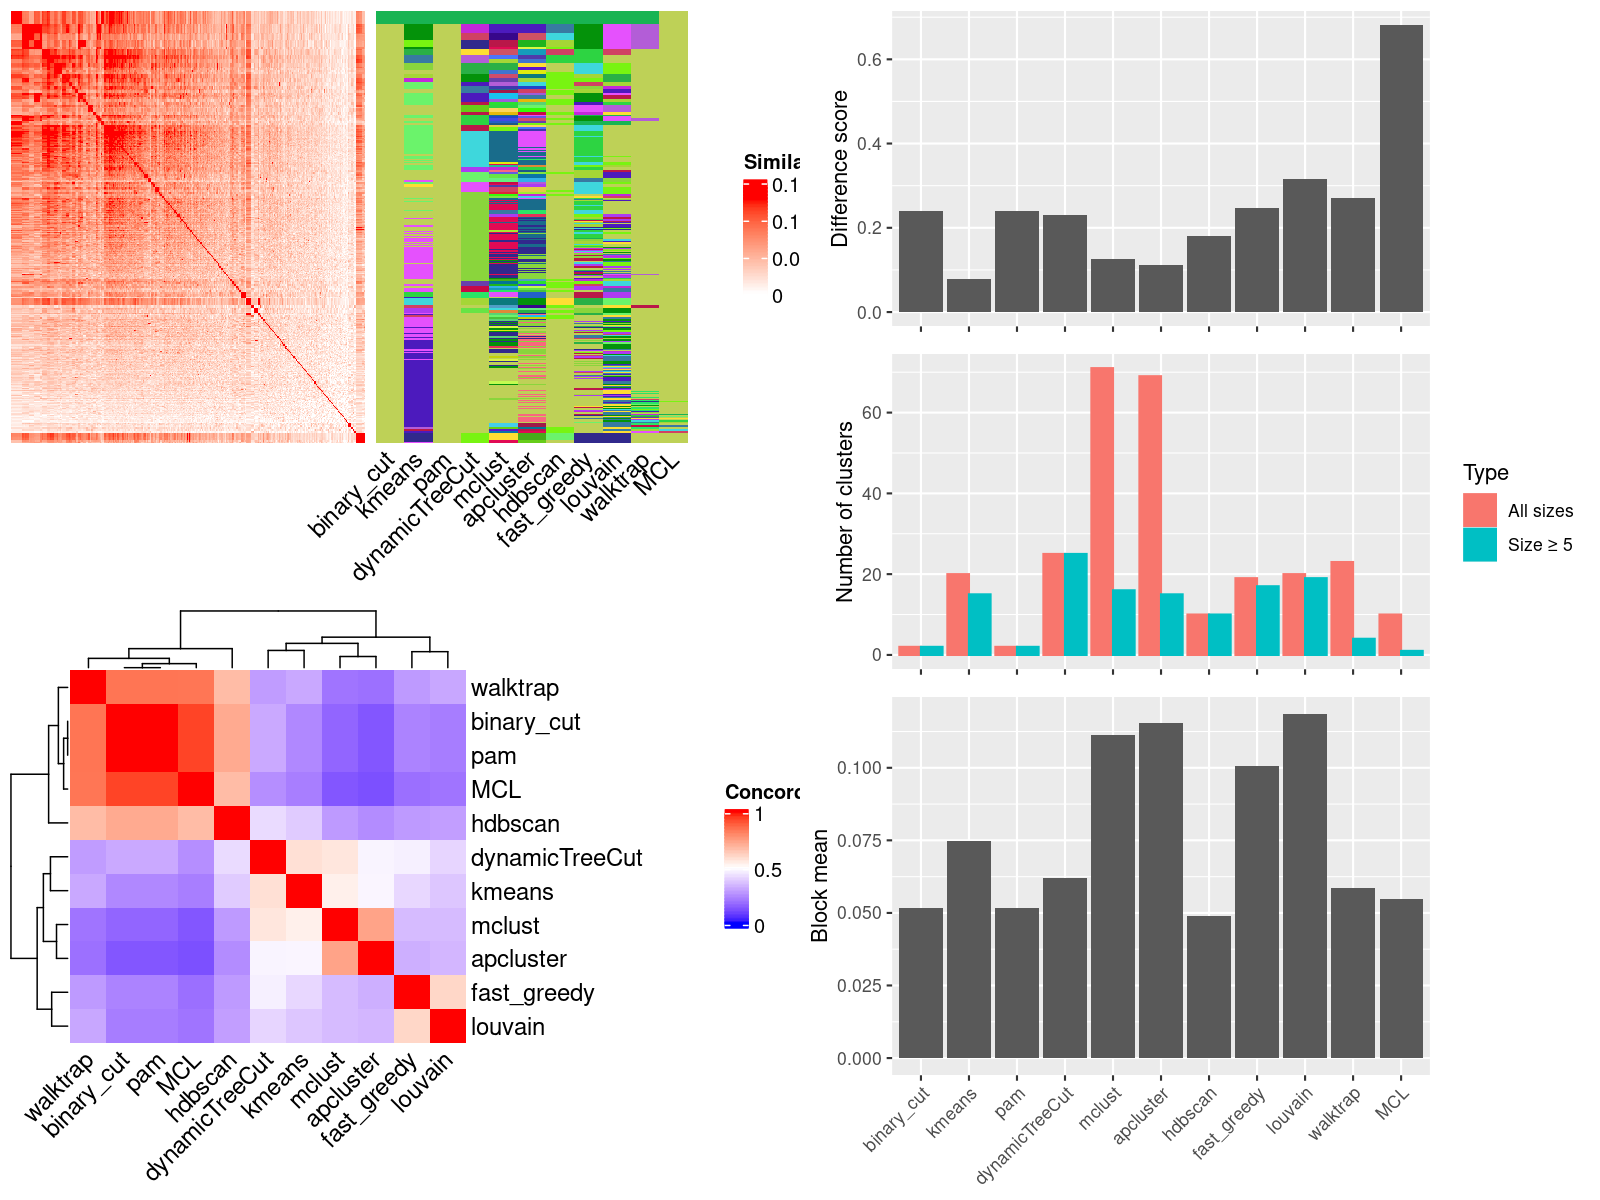 Simila
0.1
0.1
0.0
0
binary_cut
kmeans
pam
dynamicTreeCut
mclust
apcluster
hdbscan
fast_greedy
louvain
walktrap
MCL
walktrap
binary_cut
pam
MCL
hdbscan
dynamicTreeCut
kmeans
mclust
apcluster
fast_greedy
louvain
walktrap
binary_cut
pam
MCL
hdbscan
dynamicTreeCut
kmeans
mclust
apcluster
fast_greedy
louvain
Concord
1
0.5
0
Difference score
0.6
0.4
0.2
0.0
Number of clusters
60
40
20
0
Type
All sizes
Size ≥ 5
Block mean
0.100
0.075
0.050
0.025
0.000
binary_cut
kmeans
pam
dynamicTreeCut
mclust
apcluster
hdbscan
fast_greedy
louvain
walktrap
MCL